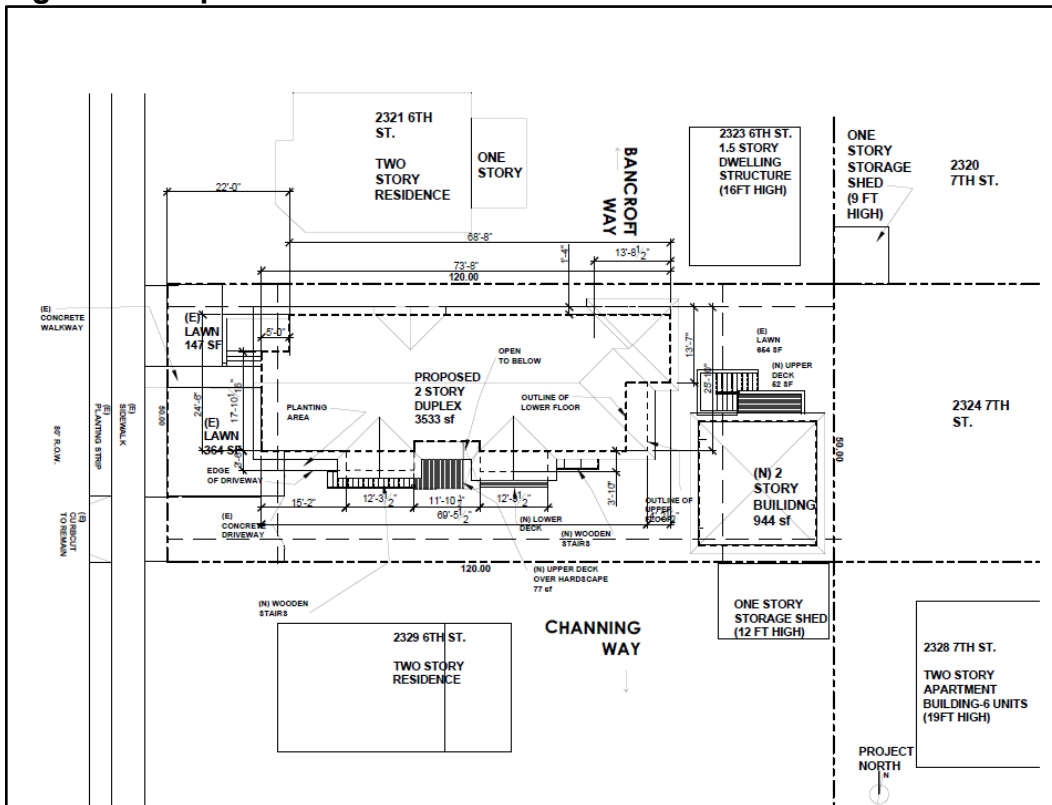 2321 6TH
ST.
TWO
STORY
RESIDENCE
ONE
STORY
BANCROFT
WAY
2323 6TH ST.
1.5 STORY
DWELLING
STRUCTURE
(16FT HIGH)
ONE
STORY
STORAGE
SHED
(9 FT
HIGH)
2320
7TH ST.
22'-0"
68'-8"
1'-4"
13'-8½"
73'-8"
120.00
(E)
CONCRETE
WALKWAY
(E)
LAWN
147 SF
5'-0"
OPEN
TO BELOW
PROPOSED
2 STORY
DUPLEX
3533 sf
PLANTING
AREA
OUTLINE OF
LOWER FLOOR
13'-7"
(E)
LAWN
654 SF
(N) UPPER
DECK
52 SF
24'-6"
(E)
LAWN
364 SF
50.00
(E)
SIDEWALK
(E)
PLANTING STRIP
80' R.O.W.
2324 7TH
ST.
50.00
EDGE
OF DRIVEWAY
15'-2"
12'-3½"
11'-10½"
69'-5½"
3'-10"
(N) 2
STORY
BUILDING
944 sf
OUTLINE OF
UPPER
(E)
CONCRETE
DRIVEWAY
(N) LOWER
DECK
(N) WOODEN
STAIRS
(E)
CURBCUT
TO REMAIN
120.00
(N) UPPER DECK
OVER HARDSCAPE
77 sf
(N) WOODEN
STAIRS
2329 6TH ST.
TWO STORY
RESIDENCE
CHANNING
WAY
ONE STORY
STORAGE SHED
(12 FT HIGH)
2328 7TH ST.
TWO STORY
APARTMENT
BUILDING-6 UNITS
(19FT HIGH)
PROJECT
NORTH
N